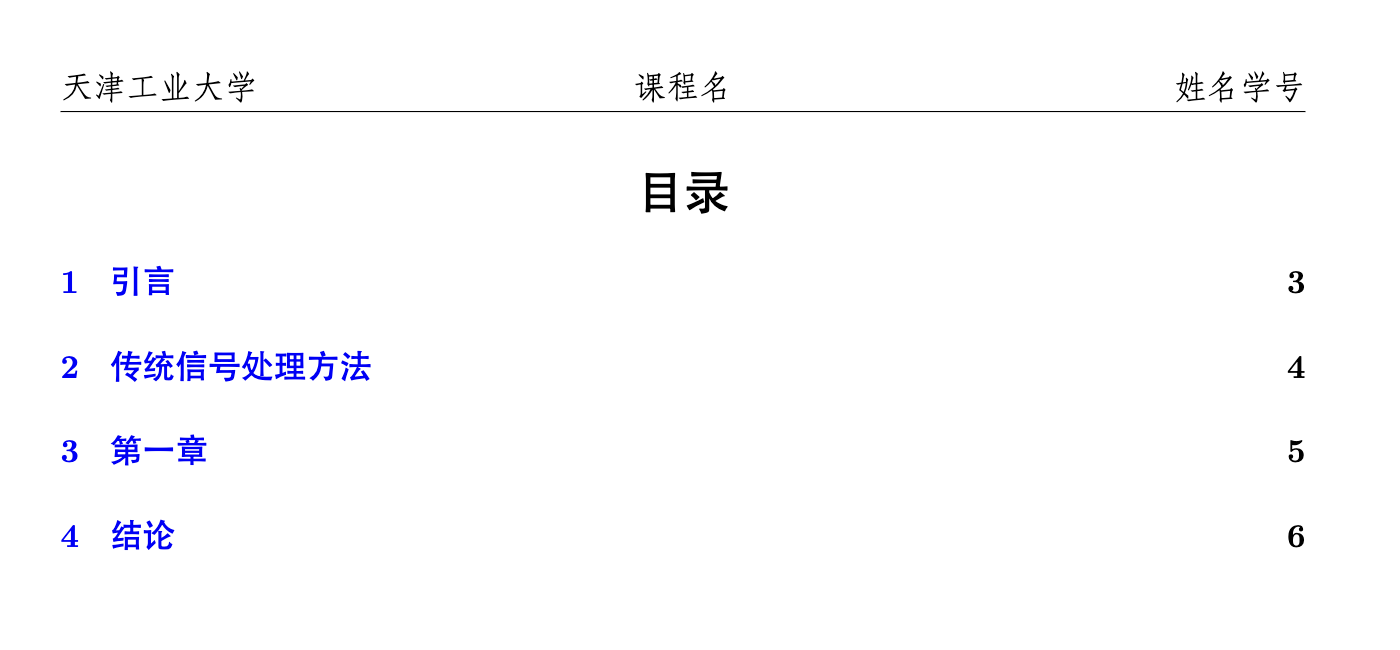 天津工业大学 课程名 姓名学号
目录
1 引言 3
2 传统信号处理方法 4
3 第一章 5
4 结论 6